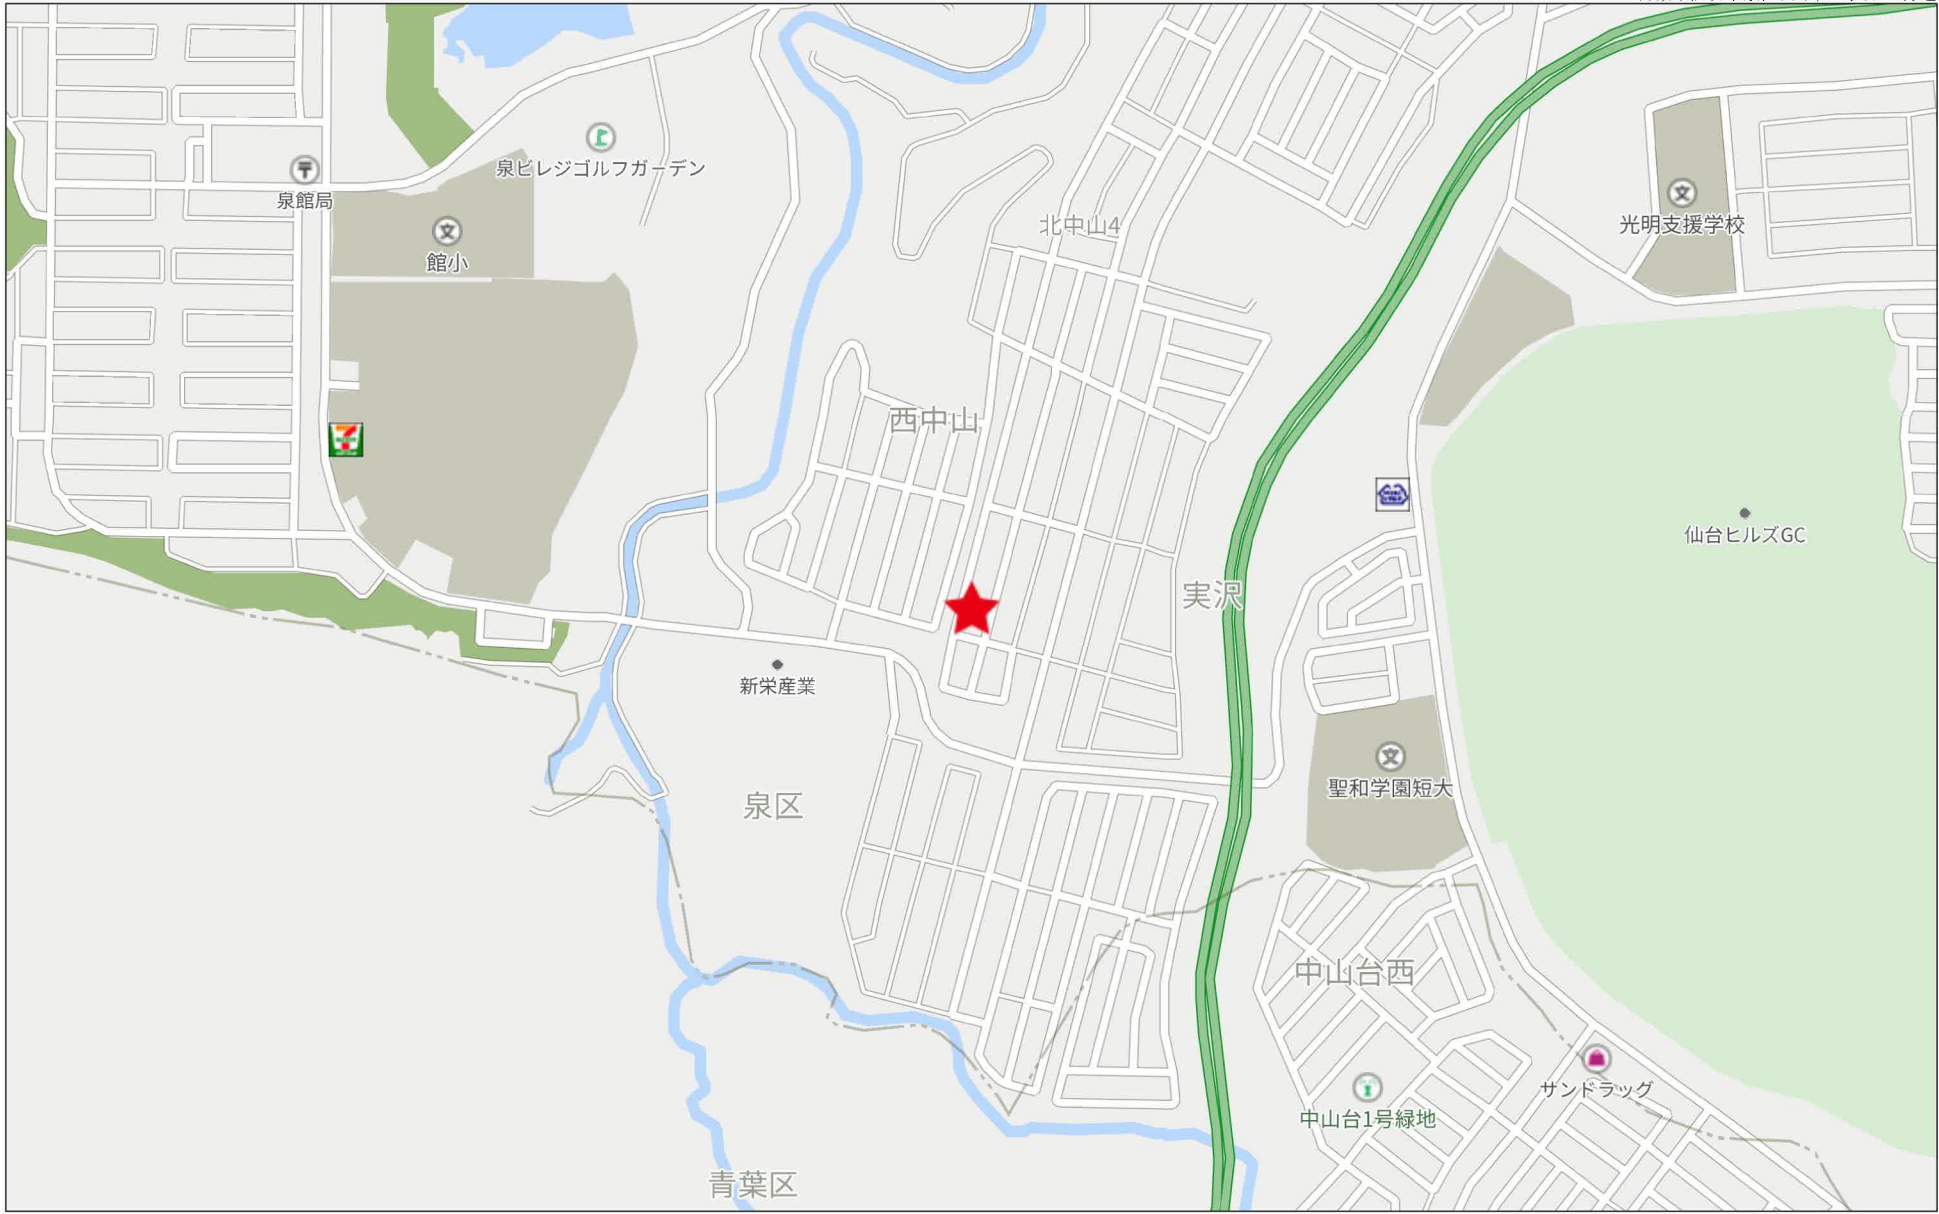 泉ビレジゴルフガーデン
泉館局
館小
北中山4
光明支援学校
西中山
仙台ヒルズGC
実沢
新栄産業
聖和学園短大
泉区
中山台西
サンドラッグ
中山台1号緑地
青葉区